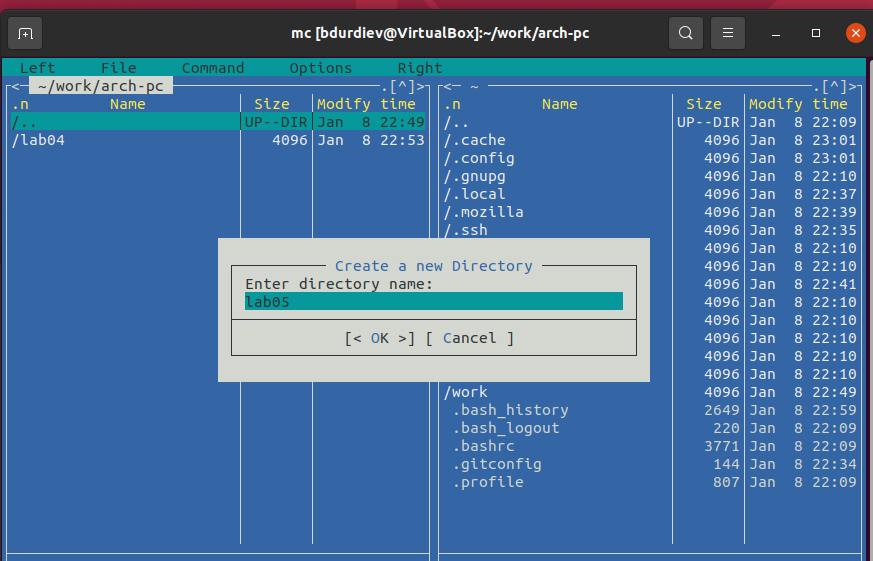 mc [bdurdiev@VirtualBox]:~/work/arch-pc
Left File Command Options Right
<─ ~/work/arch-pc .[^]>
.n Name Size Modify time
/.. UP--DIR Jan 8 22:49
/lab04 4096 Jan 8 22:53
<─ ~ .[^]>
.n Name Size Modify time
/.. UP--DIR Jan 8 22:09
/.cache 4096 Jan 8 23:01
/.config 4096 Jan 8 23:01
/.gnupg 4096 Jan 8 22:10
/.local 4096 Jan 8 22:37
/.mozilla 4096 Jan 8 22:39
/.ssh 4096 Jan 8 22:35
4096 Jan 8 22:10
4096 Jan 8 22:10
4096 Jan 8 22:41
4096 Jan 8 22:10
4096 Jan 8 22:10
4096 Jan 8 22:10
4096 Jan 8 22:10
4096 Jan 8 22:10
/work 4096 Jan 8 22:49
.bash_history 2649 Jan 8 22:59
.bash_logout 220 Jan 8 22:09
.bashrc 3771 Jan 8 22:09
.gitconfig 144 Jan 8 22:34
.profile 807 Jan 8 22:09
Create a new Directory
Enter directory name:
lab05
[< OK >] [ Cancel ]